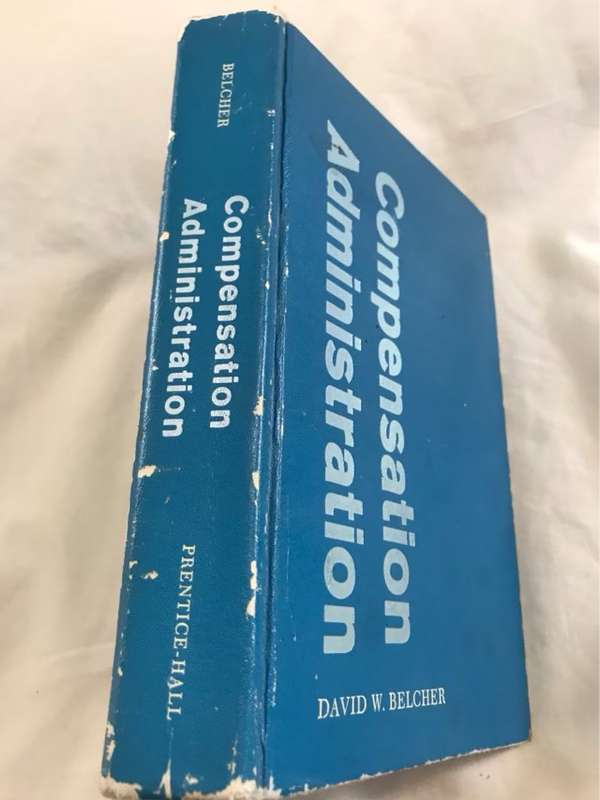 BELCHER
Compensation
Administration
PRENTICE-HALL
Compensation
Administration
DAVID W. BELCHER